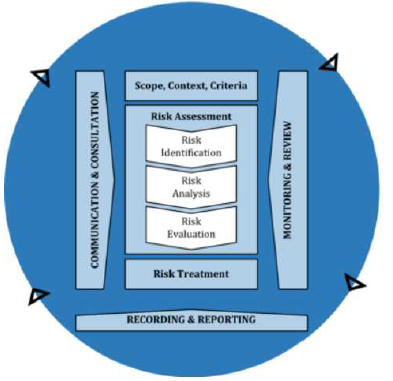 Scope, Context, Criteria
Risk Assessment
Risk
Identification
Risk
Analysis
Risk
Evaluation
Risk Treatment
COMMUNICATION & CONSULTATION
MONITORING & REVIEW
RECORDING & REPORTING